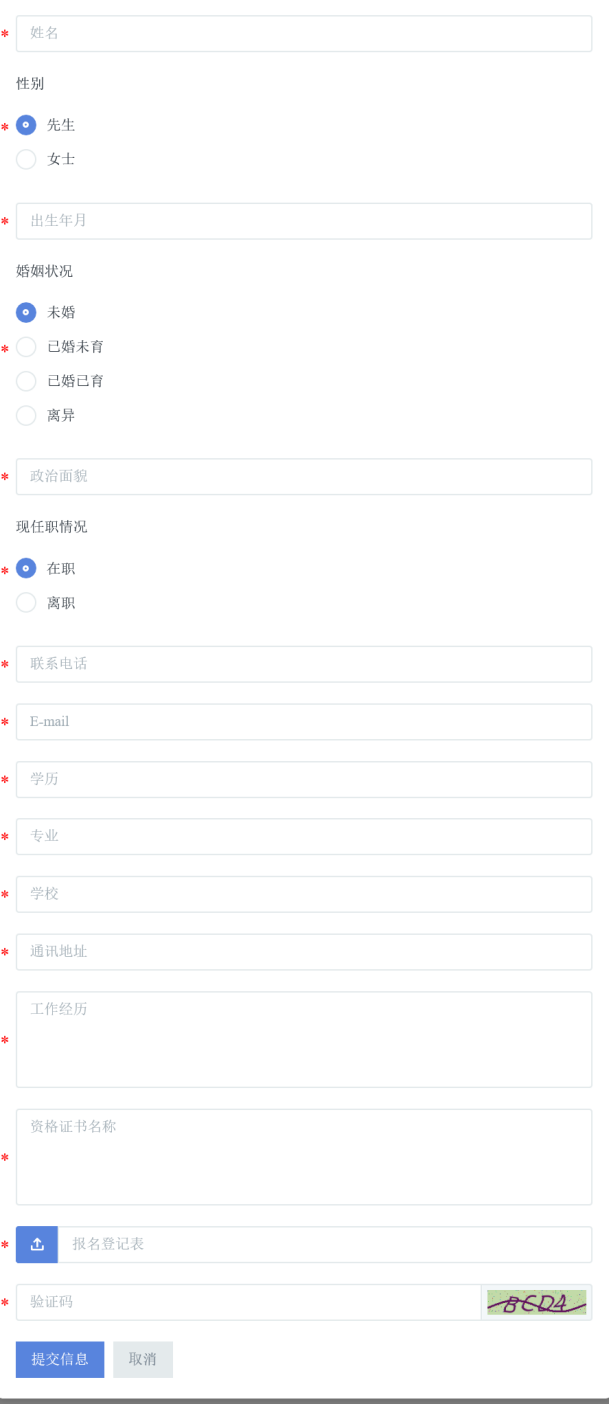 * 姓名
性别
* 先生
女士
* 出生年月
婚姻状况
未婚
* 已婚未育
已婚已育
离异
* 政治面貌
现任职情况
* 在职
离职
* 联系电话
* E-mail
* 学历
* 专业
* 学校
* 通讯地址
* 工作经历
* 资格证书名称
* 报名登记表
* 验证码 BCDA
提交信息 取消